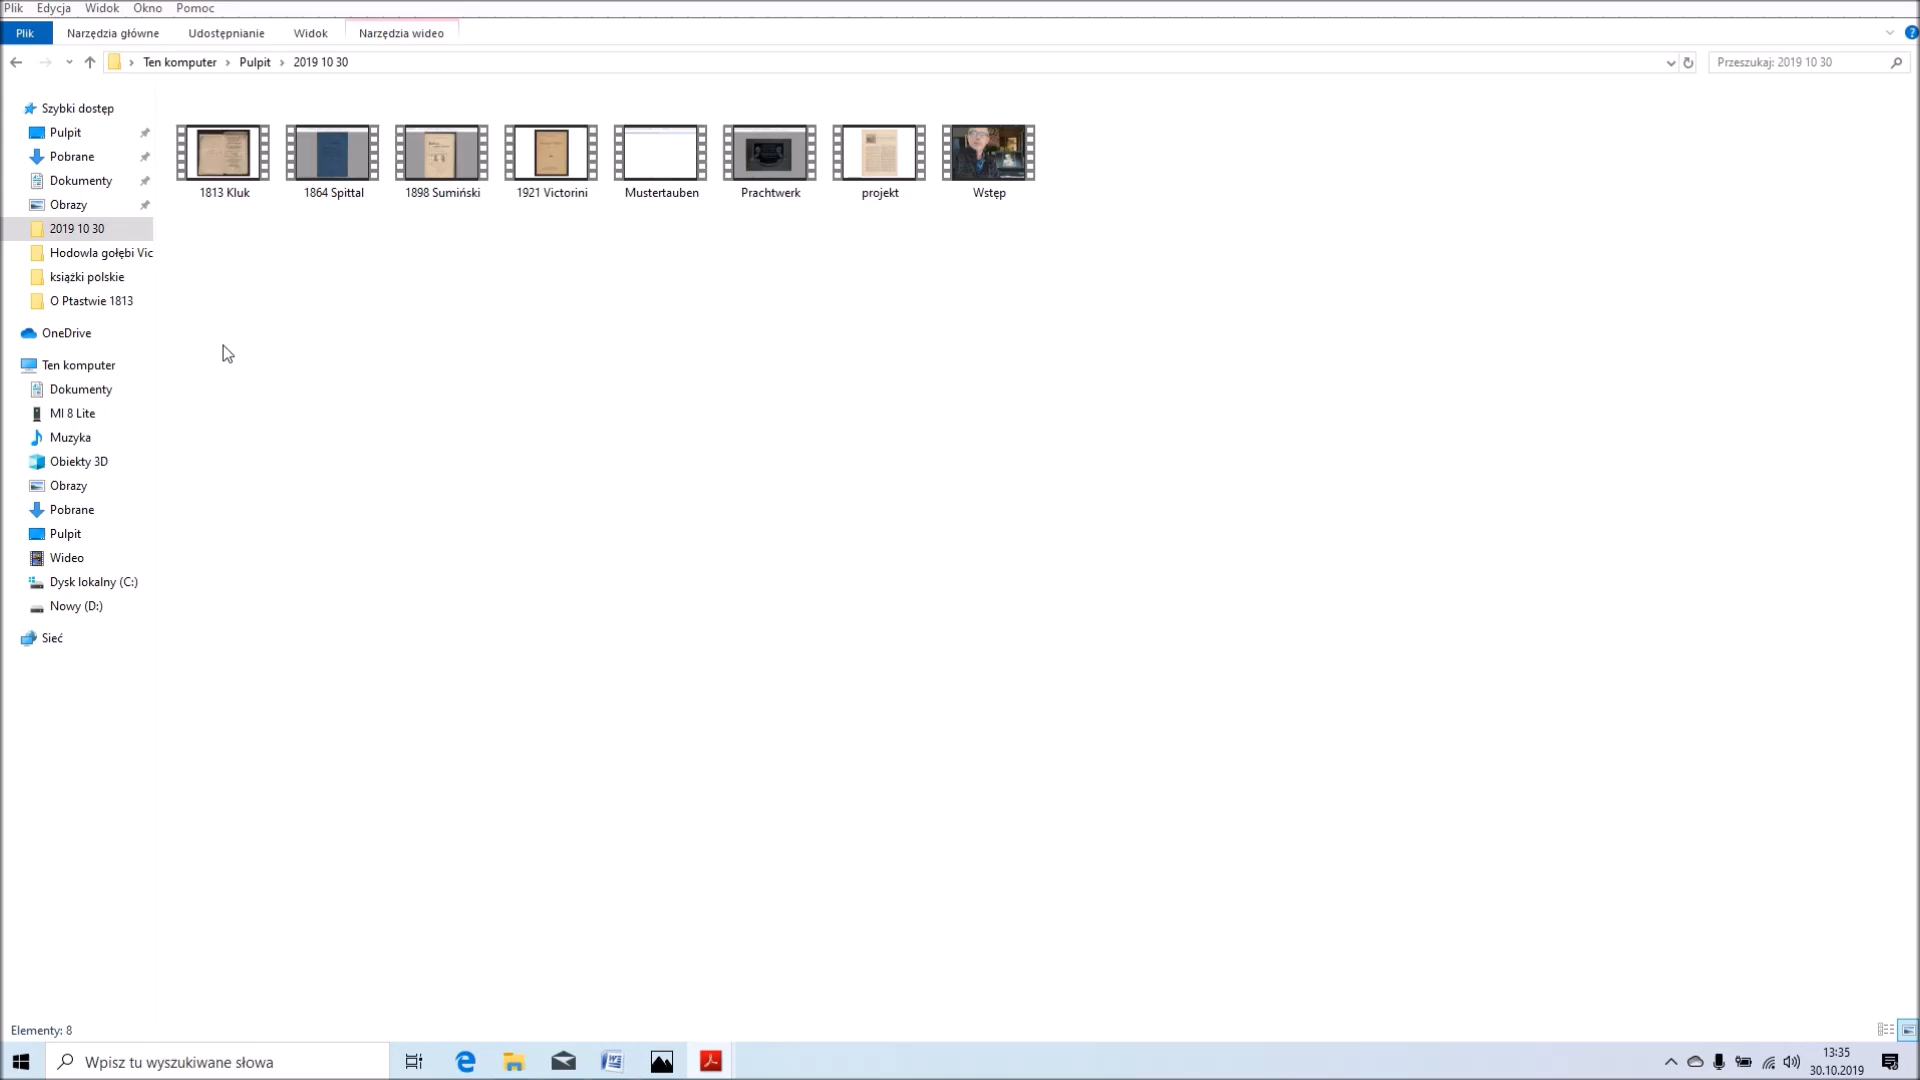 Plik Edycja Widok Okno Pomoc
Plik Narzędzia główne Udostępnianie Widok Narzędzia wideo
Ten komputer Pulpit 2019 10 30 Przeszukaj: 2019 10 30
Szybki dostęp
Pulpit
Pobrane
Dokumenty
Obrazy
2019 10 30
Hodowla gołębi Vic
książki polskie
O Ptastwie 1813
OneDrive
Ten komputer
Dokumenty
MI 8 Lite
Muzyka
Obiekty 3D
Obrazy
Pobrane
Pulpit
Wideo
Dysk lokalny (C:)
Nowy (D:)
Sieć
1813 Kluk 1864 Spittal 1898 Sumiński 1921 Victorini Mustertauben Prachtwerk projekt Wstęp
Elementy: 8
Wpisz tu wyszukiwane słowa
13:35
30.10.2019